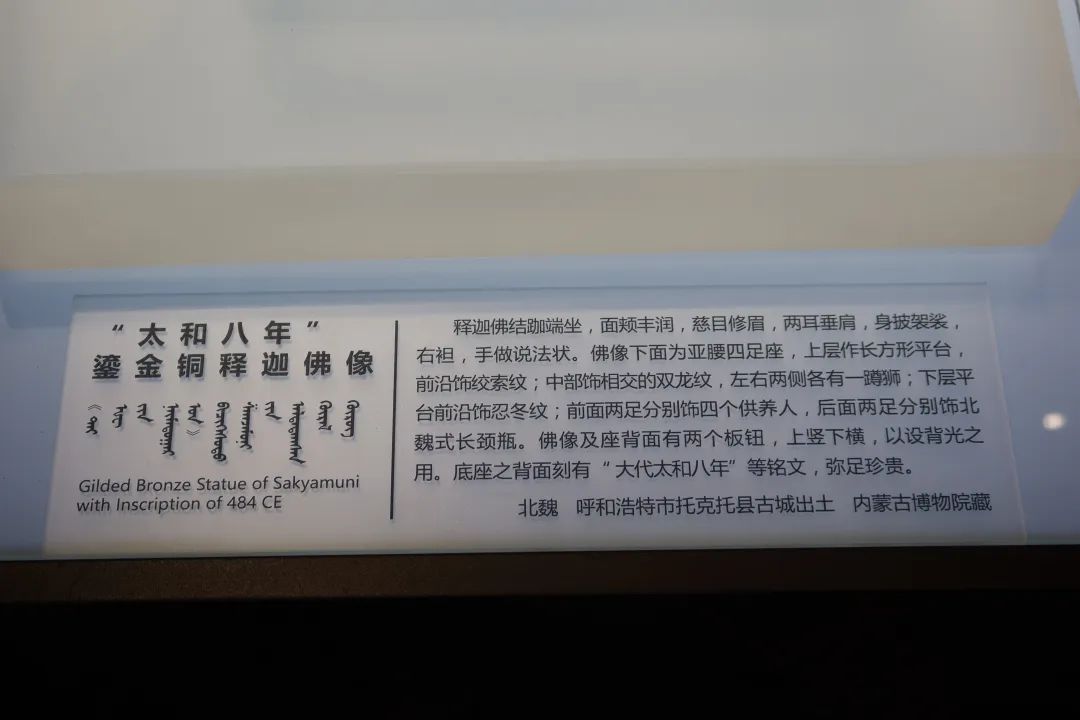 “太和八年”
鎏金铜释迦佛像
Gilded Bronze Statue of Sakyamuni
with Inscription of 484 CE
释迦佛结跏端坐，面颊丰润，慈目修眉，两耳垂肩，身披袈裟，
右袒，手做说法状。佛像下面为亚腰四足座，上层作长方形平台，
前沿饰绞索纹；中部饰相交的双龙纹，左右两侧各有一蹲狮；下层平
台前沿饰忍冬纹；前面两足分别饰四个供养人，后面两足分别饰北
魏式长颈瓶。佛像及座背面有两个板钮，上竖下横，以设背光之
用。底座之背面刻有“大代太和八年”等铭文，弥足珍贵。
北魏 呼和浩特市托克托县古城出土 内蒙古博物院藏